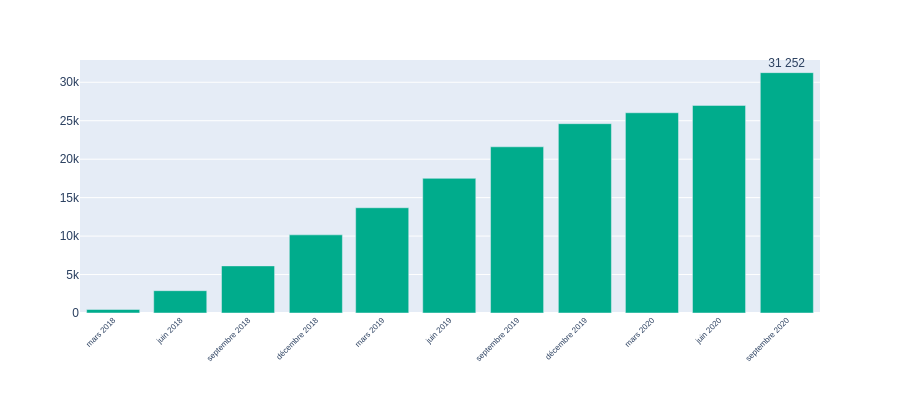 31 252
30k
25k
20k
15k
10k
5k
0
mars 2018
juin 2018
septembre 2018
décembre 2018
mars 2019
juin 2019
septembre 2019
décembre 2019
mars 2020
juin 2020
septembre 2020